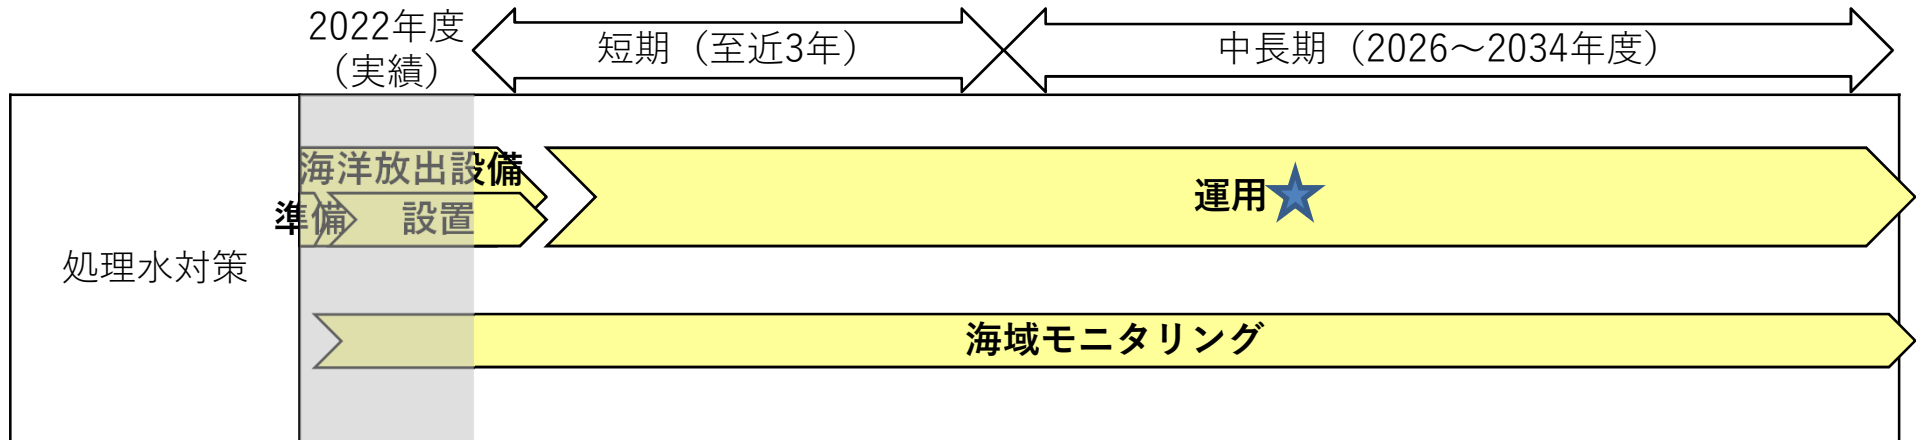 2022年度
（実績）
短期（至近3年）
中長期（2026～2034年度）
処理水対策
海洋放出設備
準備
設置
運用
海域モニタリング